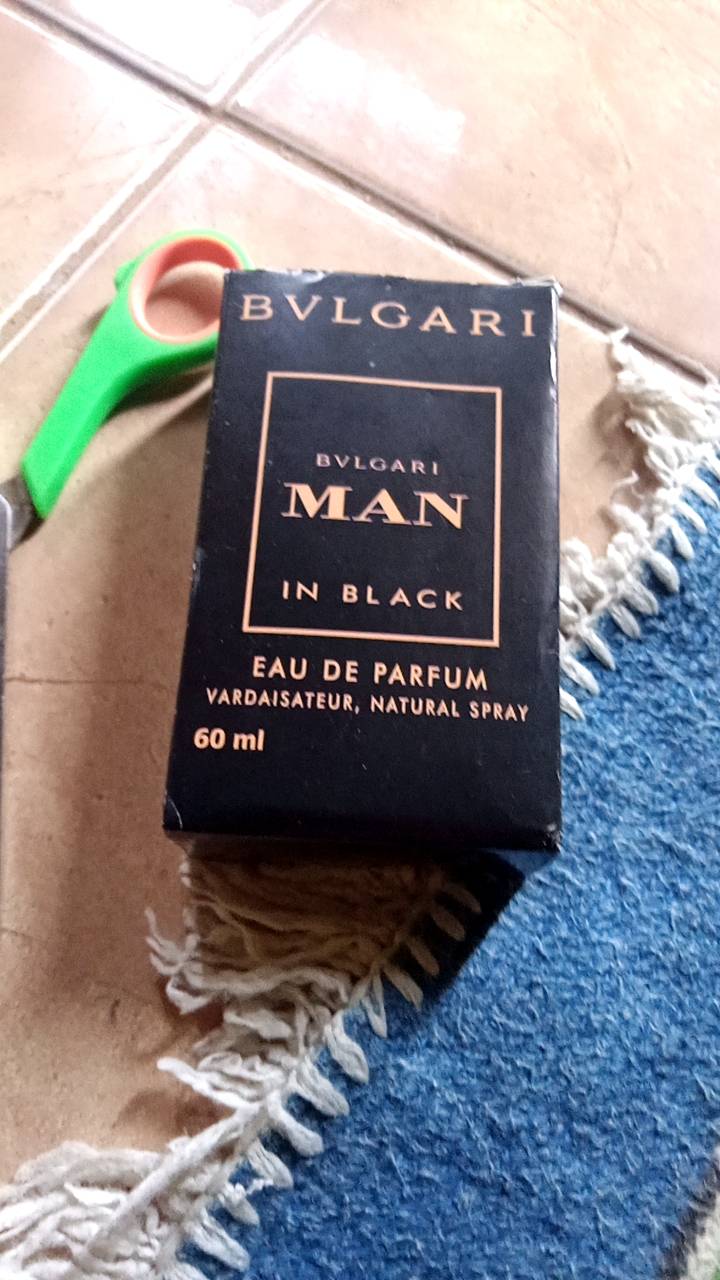 BVLGARI
BVLGARI
MAN
IN BLACK
EAU DE PARFUM
VARDAISATEUR, NATURAL SPRAY
60 ml